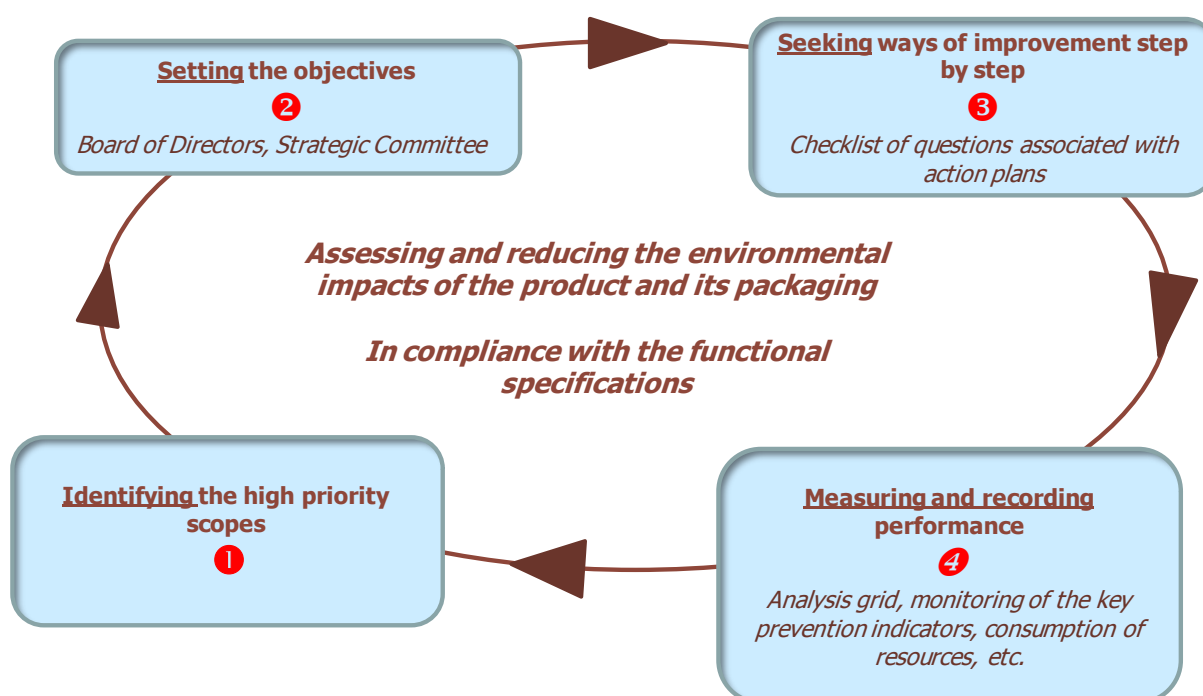 Setting the objectives
2
Board of Directors, Strategic Committee
Seeking ways of improvement step
by step
3
Checklist of questions associated with
action plans
Assessing and reducing the environmental
impacts of the product and its packaging
In compliance with the functional
specifications
Identifying the high priority
scopes
1
Measuring and recording
performance
4
Analysis grid, monitoring of the key
prevention indicators, consumption of
resources, etc.